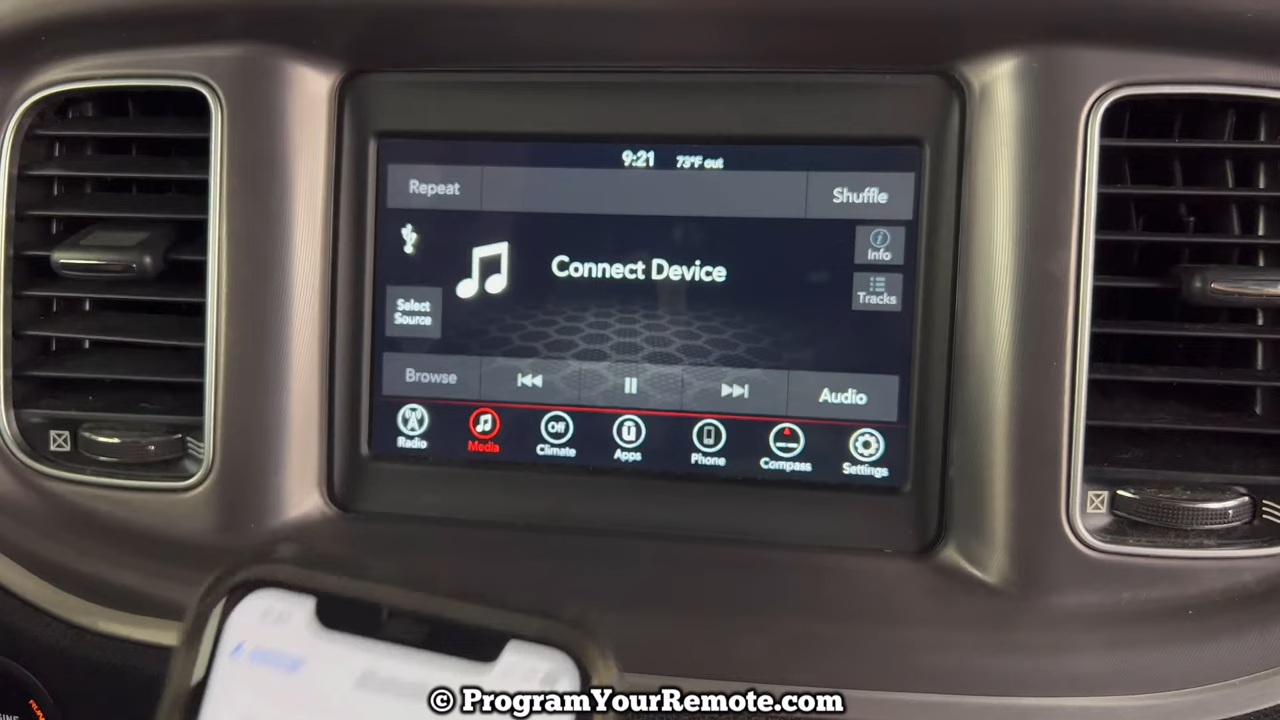 9:21 73°F out
Repeat
Shuffle
Info
Connect Device
Tracks
Select
Source
Browse
Audio
Radio
Media
Off
Climate
Apps
Phone
Compass
Settings
© ProgramYourRemote.com